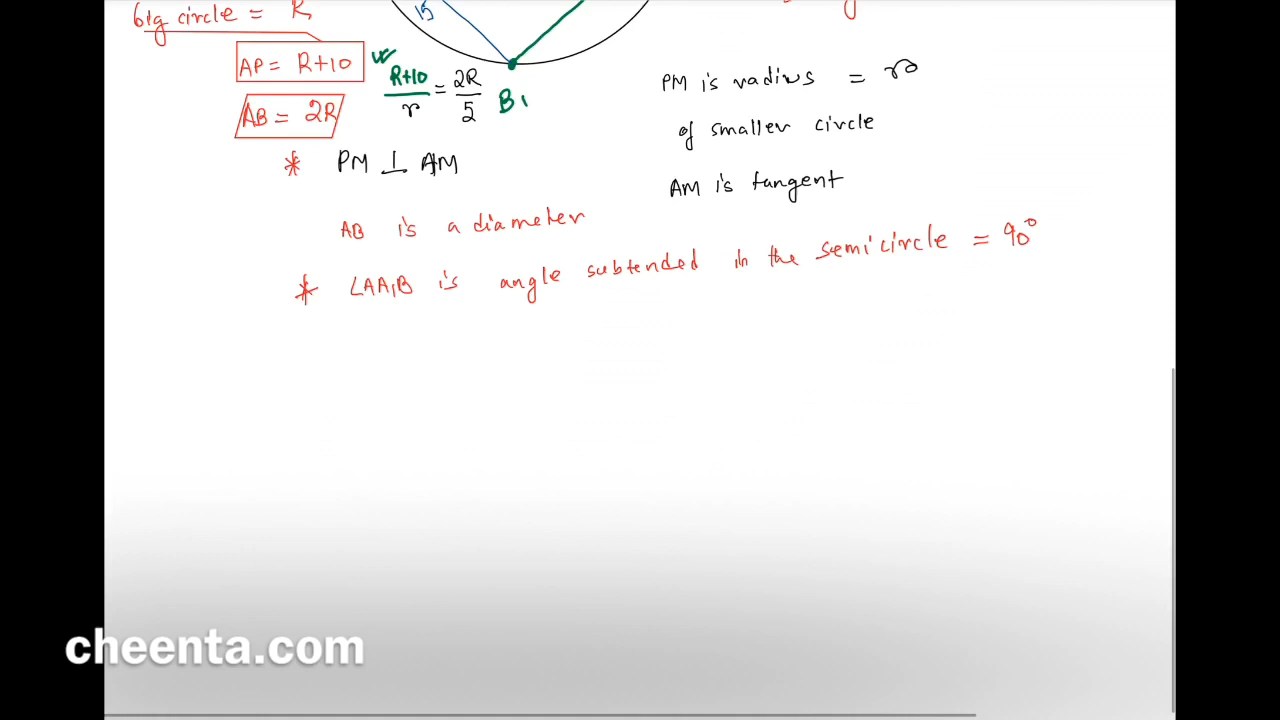 big circle = R
15
AP = R+10
R+10/r = 2R/5
B1
AB = 2R
PM is radius = r
of smaller circle
* PM ⊥ AM
AM is tangent
AB is a diameter
* ∠AA1B is angle subtended in the semicircle = 90°
cheenta.com